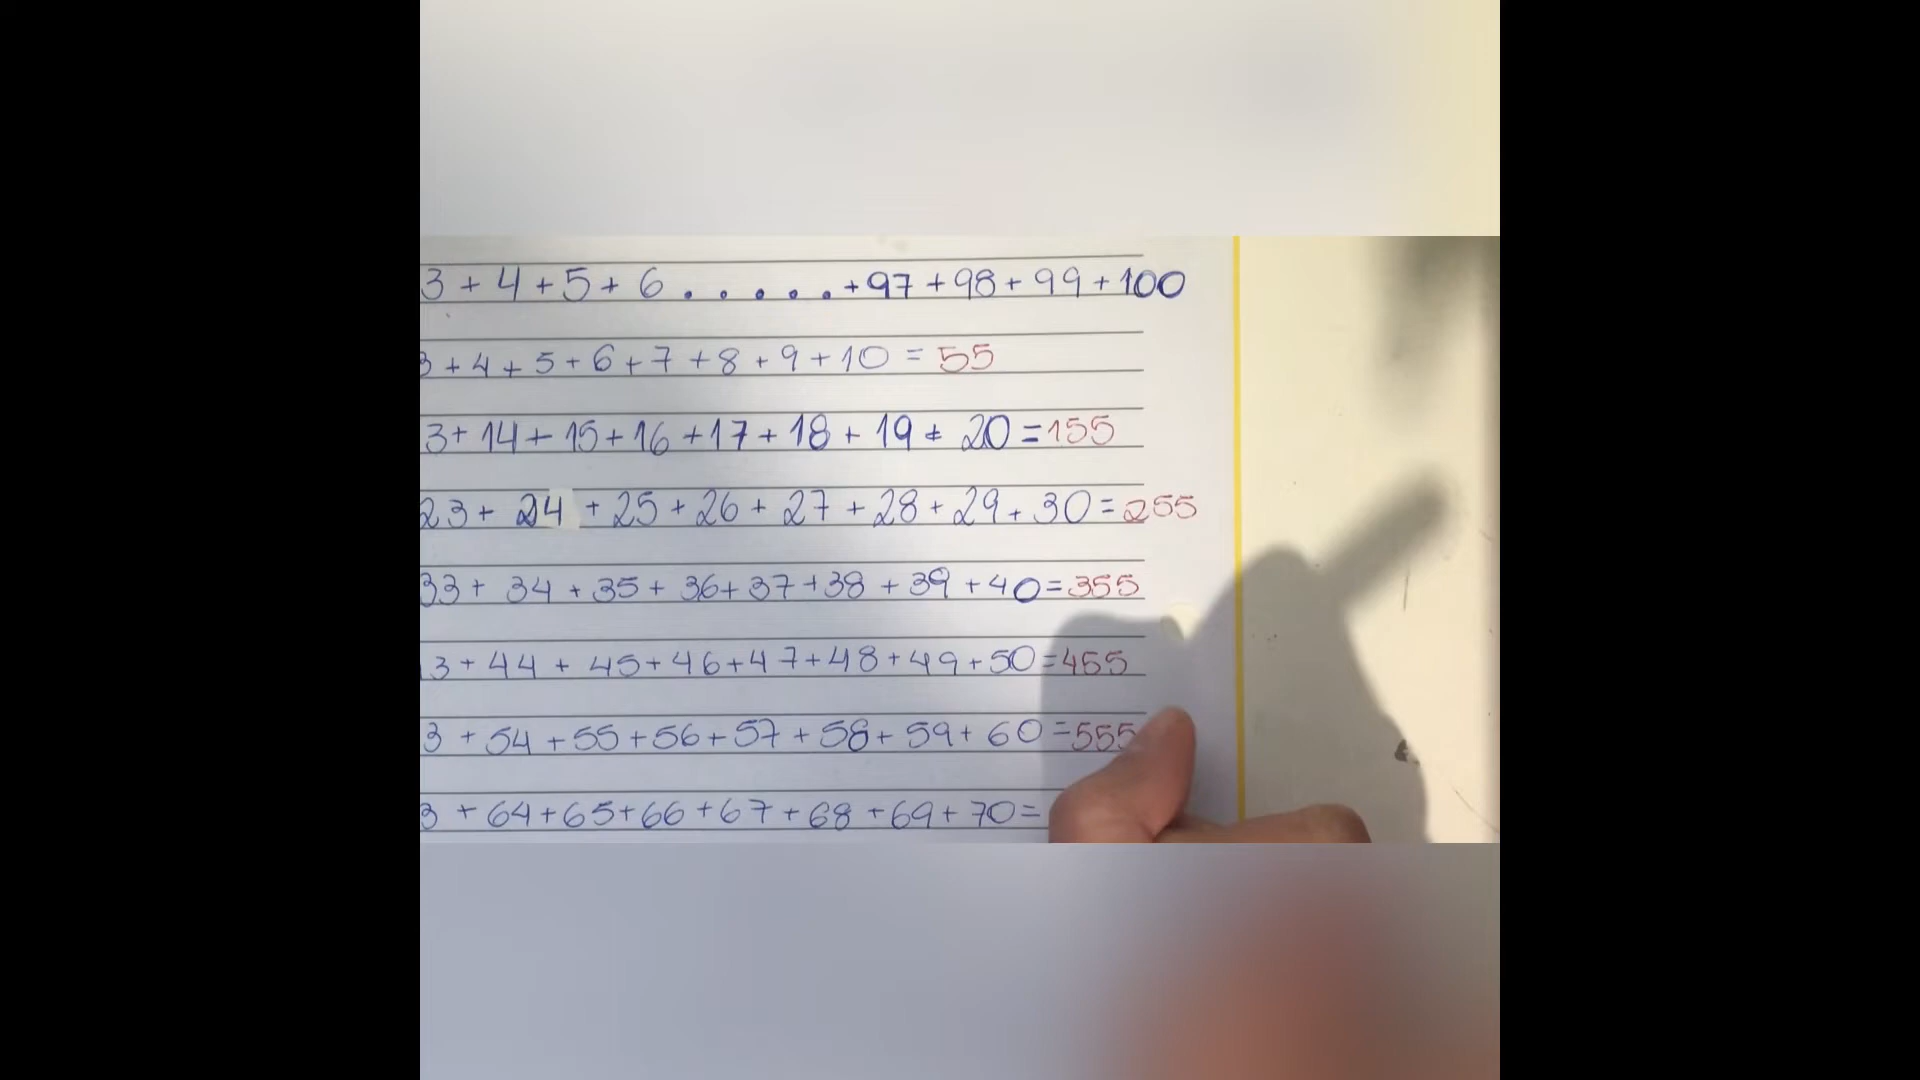 3 + 4 + 5 + 6 . . . . . + 97 + 98 + 99 + 100
3 + 4 + 5 + 6 + 7 + 8 + 9 + 10 = 55
3 + 14 + 15 + 16 + 17 + 18 + 19 + 20 = 155
23 + 24 + 25 + 26 + 27 + 28 + 29 + 30 = 255
33 + 34 + 35 + 36 + 37 + 38 + 39 + 40 = 355
3 + 44 + 45 + 46 + 47 + 48 + 49 + 50 = 455
3 + 54 + 55 + 56 + 57 + 58 + 59 + 60 = 555
3 + 64 + 65 + 66 + 67 + 68 + 69 + 70 =